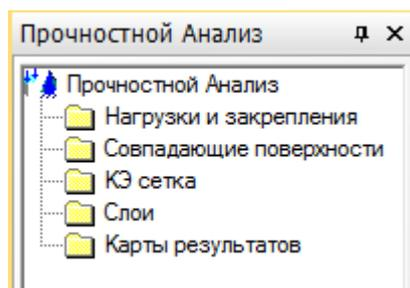 Прочностной Анализ
Прочностной Анализ
Нагрузки и закрепления
Совпадающие поверхности
КЭ сетка
Слои
Карты результатов